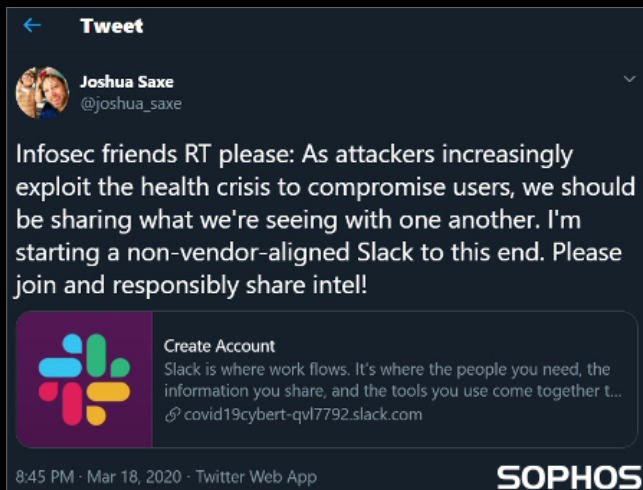 Tweet
Joshua Saxe
@joshua_saxe
Infosec friends RT please: As attackers increasingly
exploit the health crisis to compromise users, we should
be sharing what we're seeing with one another. I'm
starting a non-vendor-aligned Slack to this end. Please
join and responsibly share intel!
Create Account
Slack is where work flows. It's where the people you need, the
information you share, and the tools you use come together t...
covid19cybert-qvl7792.slack.com
8:45 PM · Mar 18, 2020 · Twitter Web App
SOPHOS